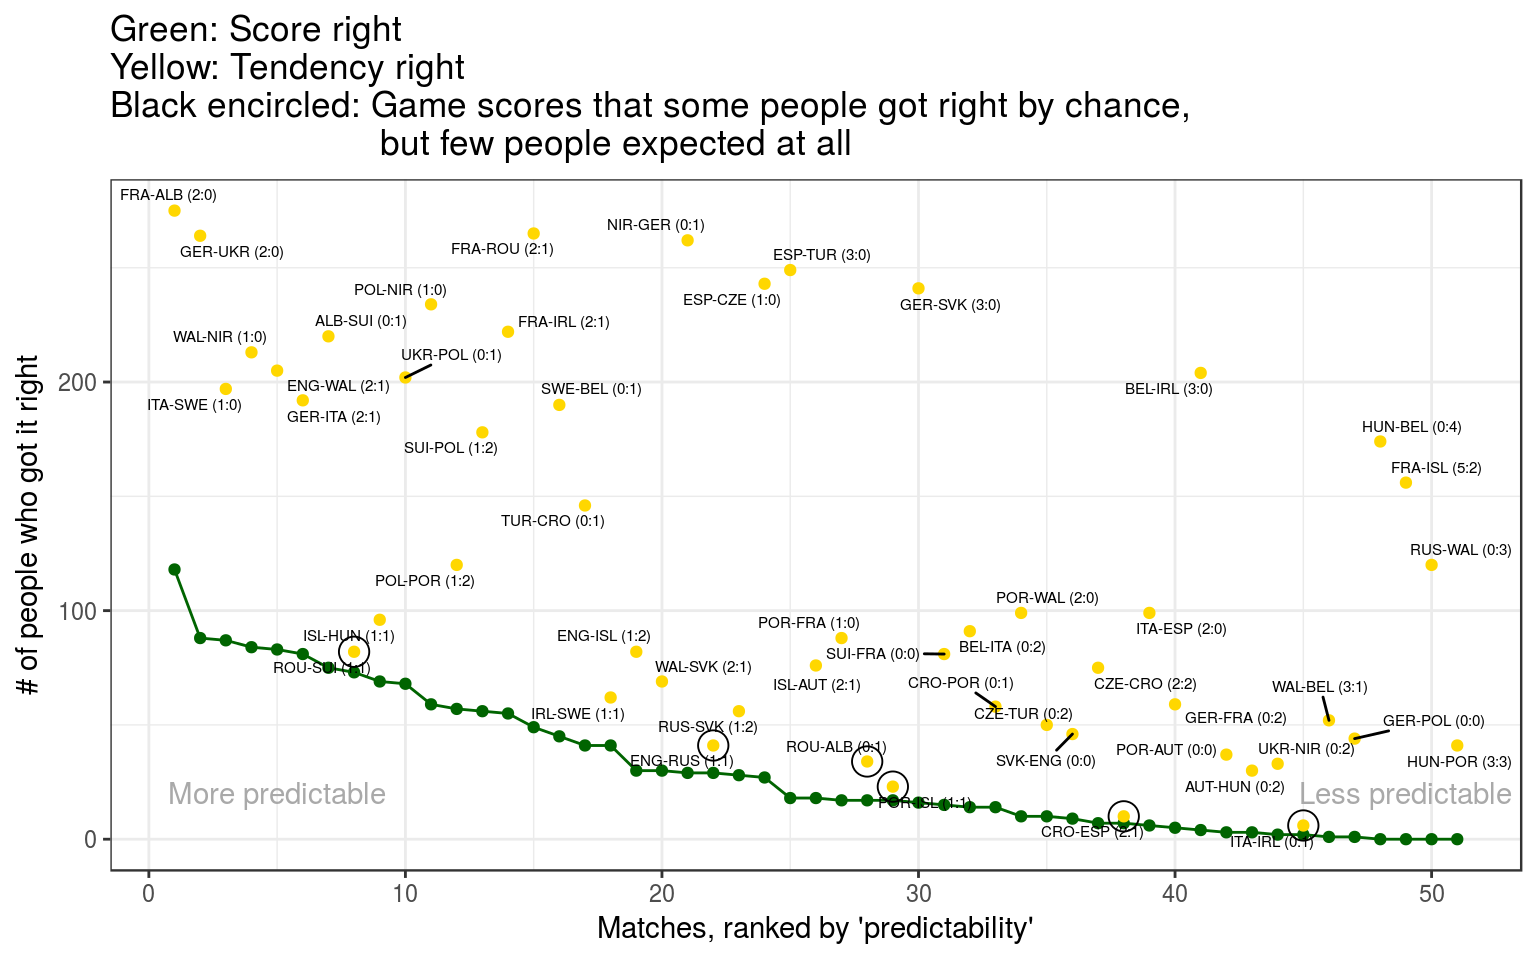 Green: Score right
Yellow: Tendency right
Black encircled: Game scores that some people got right by chance,
but few people expected at all
FRA-ALB (2:0)
GER-UKR (2:0)
FRA-ROU (2:1)
NIR-GER (0:1)
ESP-TUR (3:0)
ESP-CZE (1:0)
GER-SVK (3:0)
POL-NIR (1:0)
ALB-SUI (0:1)
FRA-IRL (2:1)
WAL-NIR (1:0)
UKR-POL (0:1)
ENG-WAL (2:1)
SWE-BEL (0:1)
BEL-IRL (3:0)
ITA-SWE (1:0)
GER-ITA (2:1)
SUI-POL (1:2)
HUN-BEL (0:4)
FRA-ISL (5:2)
TUR-CRO (0:1)
RUS-WAL (0:3)
POL-POR (1:2)
POR-WAL (2:0)
ISL-HUN (1:1)
ENG-ISL (1:2)
POR-FRA (1:0)
ITA-ESP (2:0)
ROU-SUI (1:1)
WAL-SVK (2:1)
SUI-FRA (0:0)
BEL-ITA (0:2)
ISL-AUT (2:1)
CRO-POR (0:1)
CZE-CRO (2:2)
WAL-BEL (3:1)
IRL-SWE (1:1)
RUS-SVK (1:2)
CZE-TUR (0:2)
GER-FRA (0:2)
GER-POL (0:0)
ROU-ALB (0:1)
POR-AUT (0:0)
UKR-NIR (0:2)
ENG-RUS (1:1)
SVK-ENG (0:0)
HUN-POR (3:3)
AUT-HUN (0:2)
POR-ISL (1:1)
CRO-ESP (2:1)
ITA-IRL (0:1)
More predictable
Less predictable
200
100
0
# of people who got it right
0 10 20 30 40 50
Matches, ranked by 'predictability'